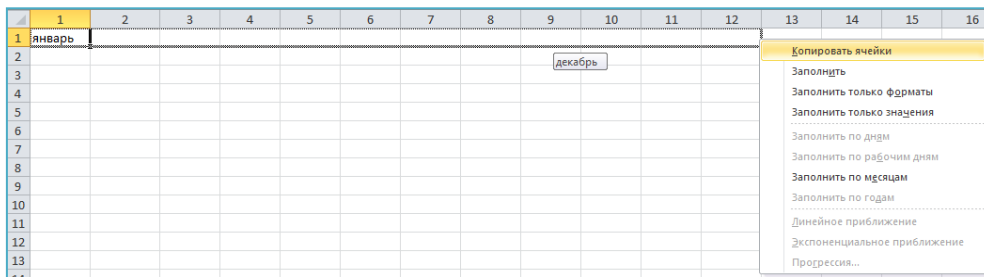 1 2 3 4 5 6 7 8 9 10 11 12 13 14 15 16
1 январь
2
декабрь
3
4
5
6
7
8
9
10
11
12
13
Копировать ячейки
Заполнить
Заполнить только форматы
Заполнить только значения
Заполнить по дням
Заполнить по рабочим дням
Заполнить по месяцам
Заполнить по годам
Линейное приближение
Экспоненциальное приближение
Прогрессия...